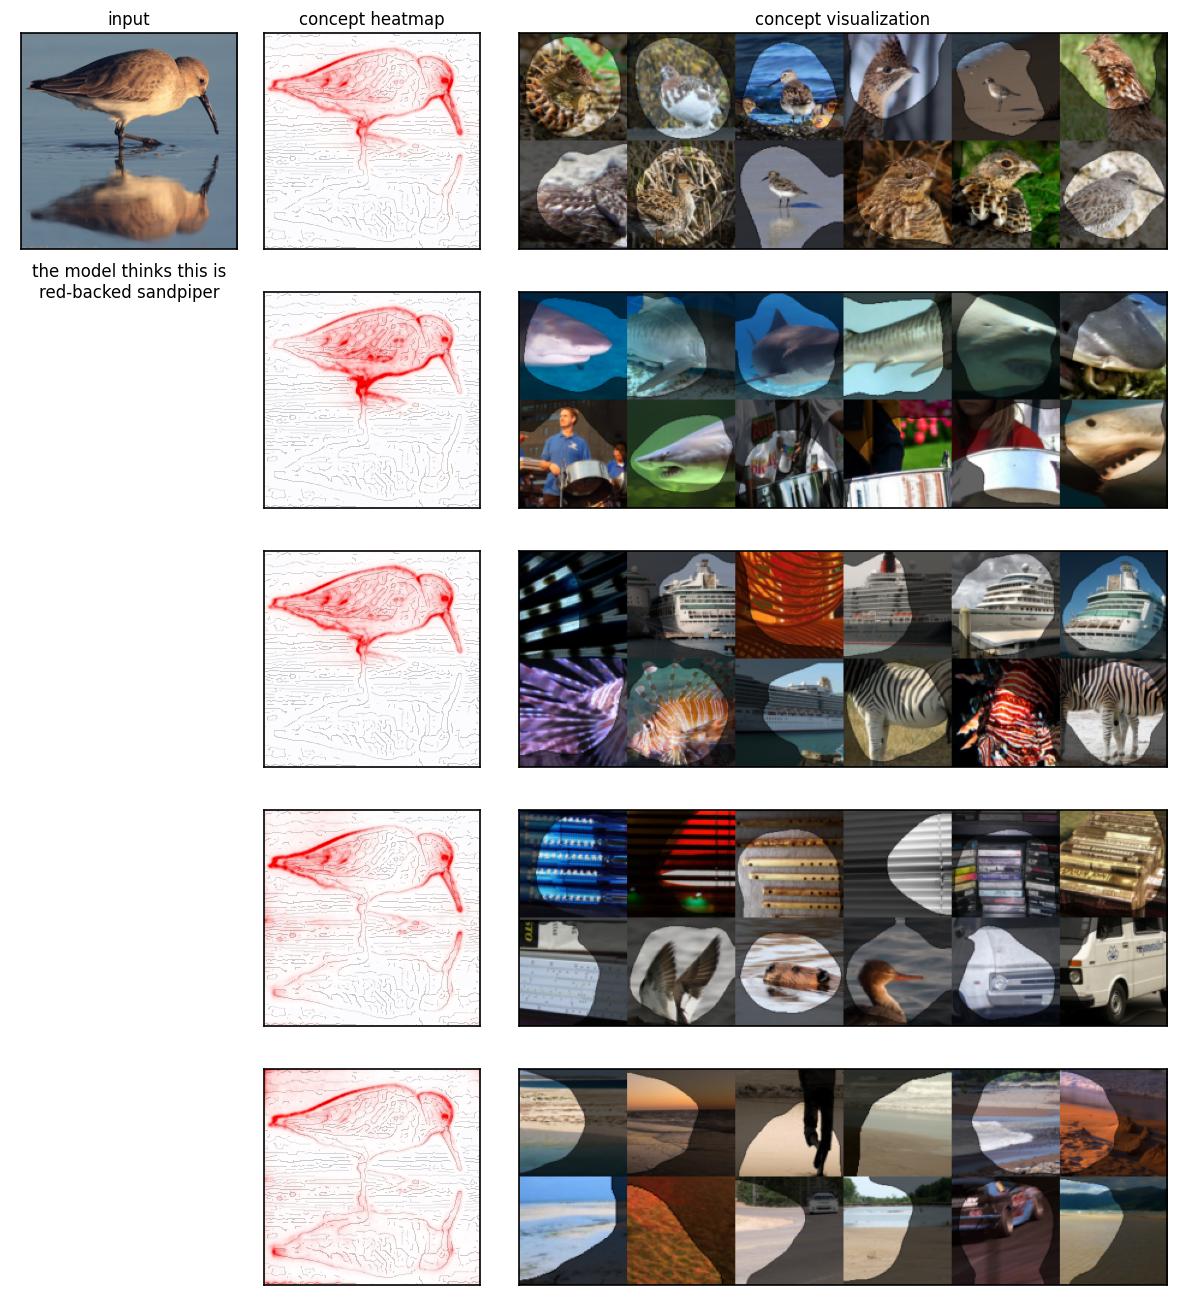 input
concept heatmap
concept visualization
the model thinks this is
red-backed sandpiper